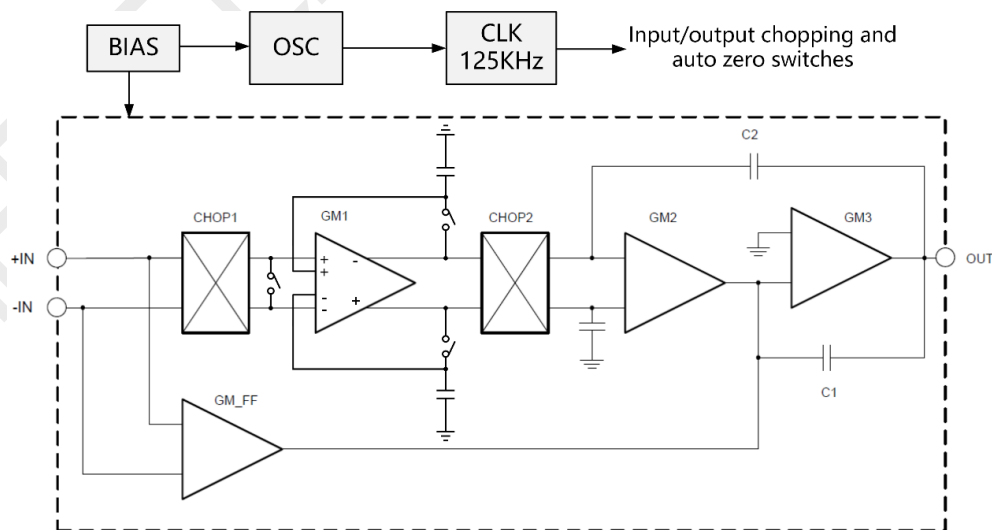 BIAS
OSC
CLK
125KHz
Input/output chopping and
auto zero switches
C2
CHOP1
GM1
CHOP2
GM2
GM3
+IN
-IN
+
+
-
-
+
OUT
C1
GM_FF